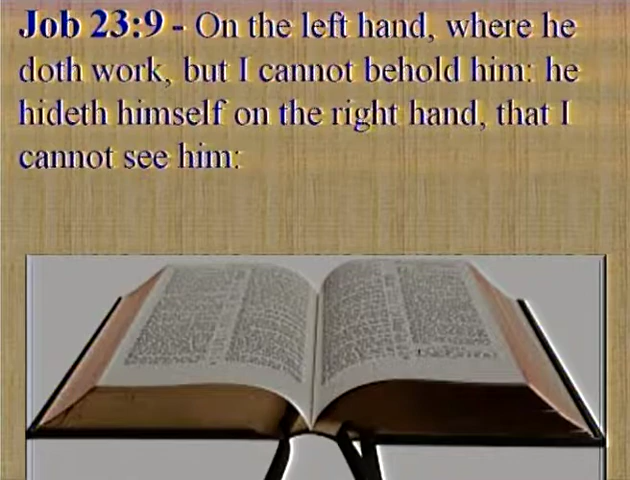 Job 23:9 - On the left hand, where he
doth work, but I cannot behold him: he
hideth himself on the right hand, that I
cannot see him: